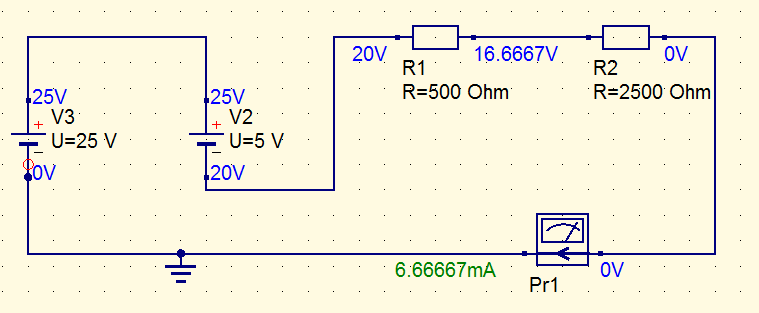 20V
16.6667V
0V
R1
R=500 Ohm
R2
R=2500 Ohm
25V
V3
U=25 V
0V
25V
V2
U=5 V
20V
6.66667mA
Pr1
0V